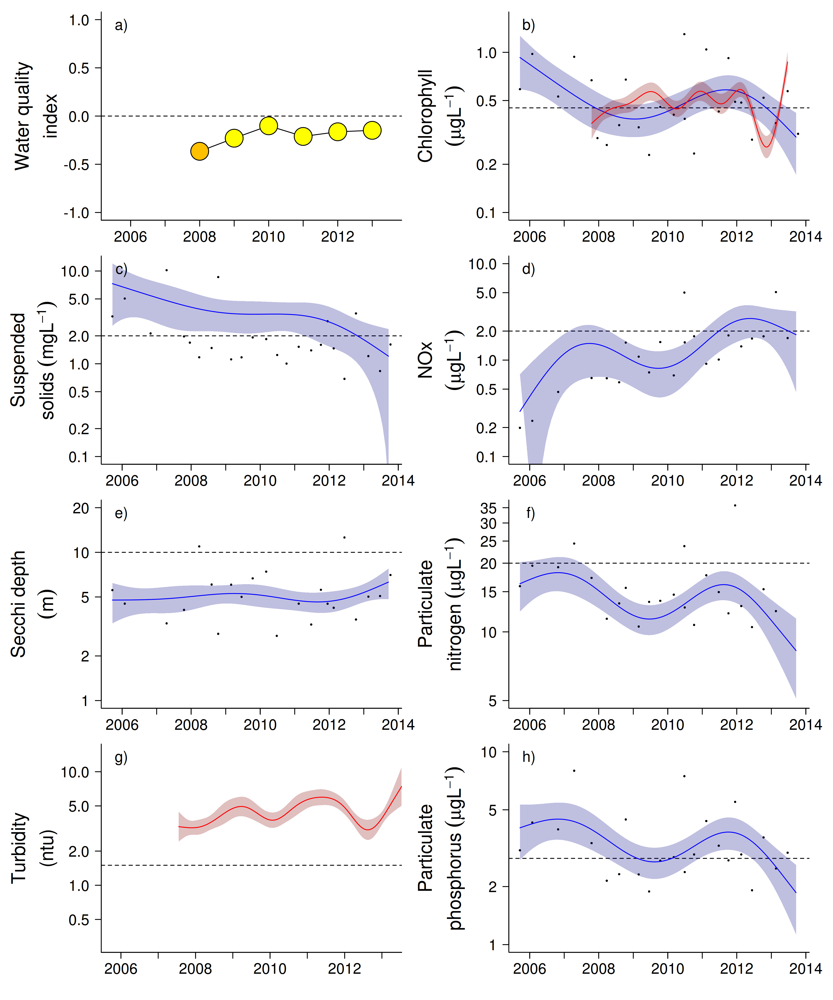 a)
Water quality
index
1.0
0.5
0.0
-0.5
-1.0
2006 2008 2010 2012
b)
Chlorophyll
(μgL⁻¹)
1.0
0.5
0.2
0.1
2006 2008 2010 2012 2014
c)
Suspended
solids (mgL⁻¹)
10.0
5.0
2.0
1.0
0.5
0.2
0.1
2006 2008 2010 2012 2014
d)
NOx
(μgL⁻¹)
10.0
5.0
2.0
1.0
0.5
0.2
0.1
2006 2008 2010 2012 2014
e)
Secchi depth
(m)
20
10
5
2
1
2006 2008 2010 2012 2014
f)
Particulate
nitrogen (μgL⁻¹)
35
30
25
20
15
10
5
2006 2008 2010 2012 2014
g)
Turbidity
(ntu)
10.0
5.0
2.0
1.0
0.5
2006 2008 2010 2012
h)
Particulate
phosphorus (μgL⁻¹)
10
5
2
1
2006 2008 2010 2012 2014